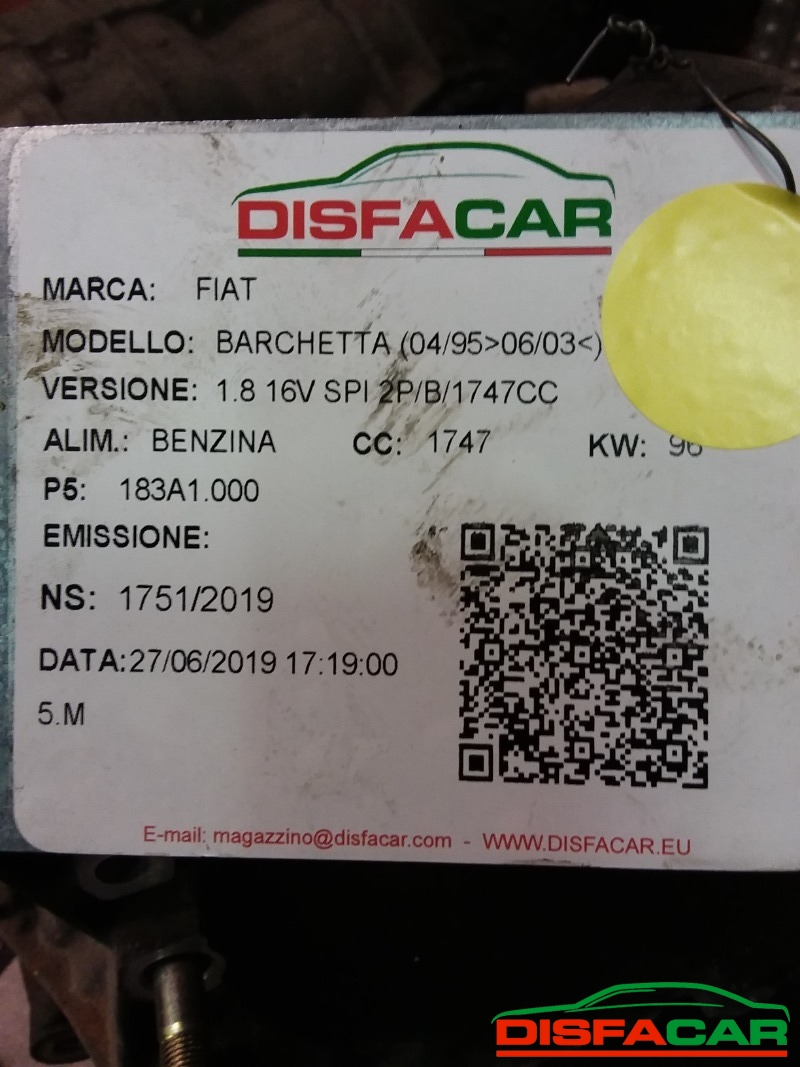 DISFACAR
MARCA: FIAT
MODELLO: BARCHETTA (04/95>06/03<)
VERSIONE: 1.8 16V SPI 2P/B/1747CC
ALIM.: BENZINA CC: 1747 KW: 96
P5: 183A1.000
EMISSIONE:
NS: 1751/2019
DATA:27/06/2019 17:19:00
5.M
E-mail: magazzino@disfacar.com - WWW.DISFACAR.EU
DISFACAR